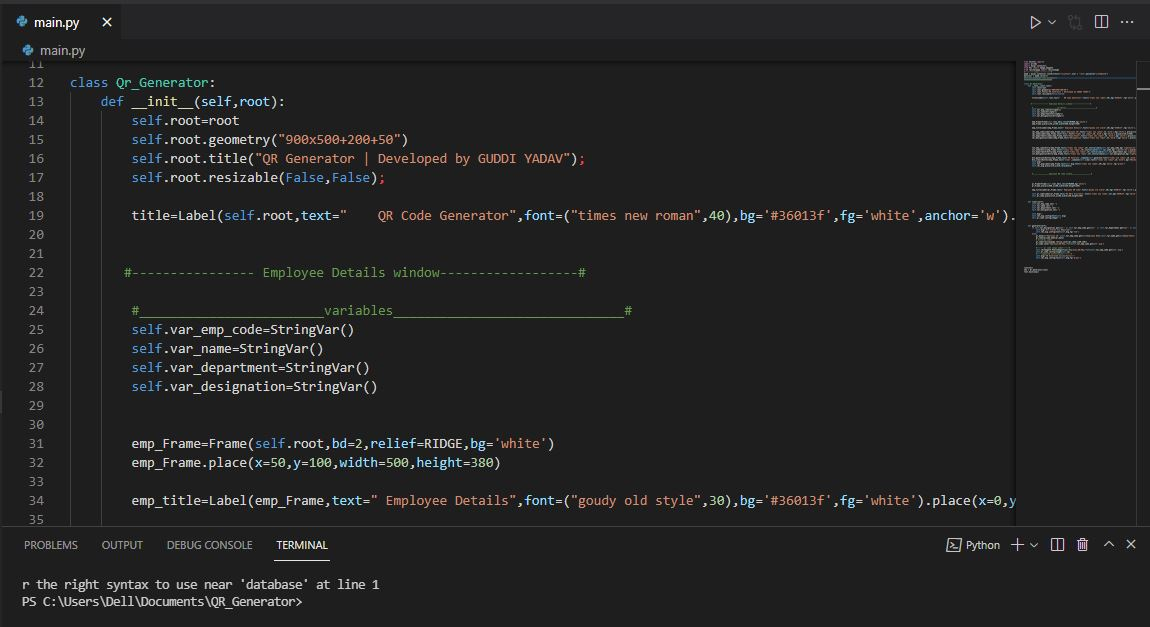 main.py
main.py
11
12 class Qr_Generator:
13 def __init__(self,root):
14 self.root=root
15 self.root.geometry("900x500+200+50")
16 self.root.title("QR Generator | Developed by GUDDI YADAV");
17 self.root.resizable(False,False);
18
19 title=Label(self.root,text="    QR Code Generator",font=("times new roman",40),bg='#36013f',fg='white',anchor='w').
20
21
22 #---------------- Employee Details window------------------#
23
24 #________________________variables______________________________#
25 self.var_emp_code=StringVar()
26 self.var_name=StringVar()
27 self.var_department=StringVar()
28 self.var_designation=StringVar()
29
30
31 emp_Frame=Frame(self.root,bd=2,relief=RIDGE,bg='white')
32 emp_Frame.place(x=50,y=100,width=500,height=380)
33
34 emp_title=Label(emp_Frame,text=" Employee Details",font=("goudy old style",30),bg='#36013f',fg='white').place(x=0,y
35
PROBLEMS OUTPUT DEBUG CONSOLE TERMINAL Python
r the right syntax to use near 'database' at line 1
PS C:\Users\Dell\Documents\QR_Generator>